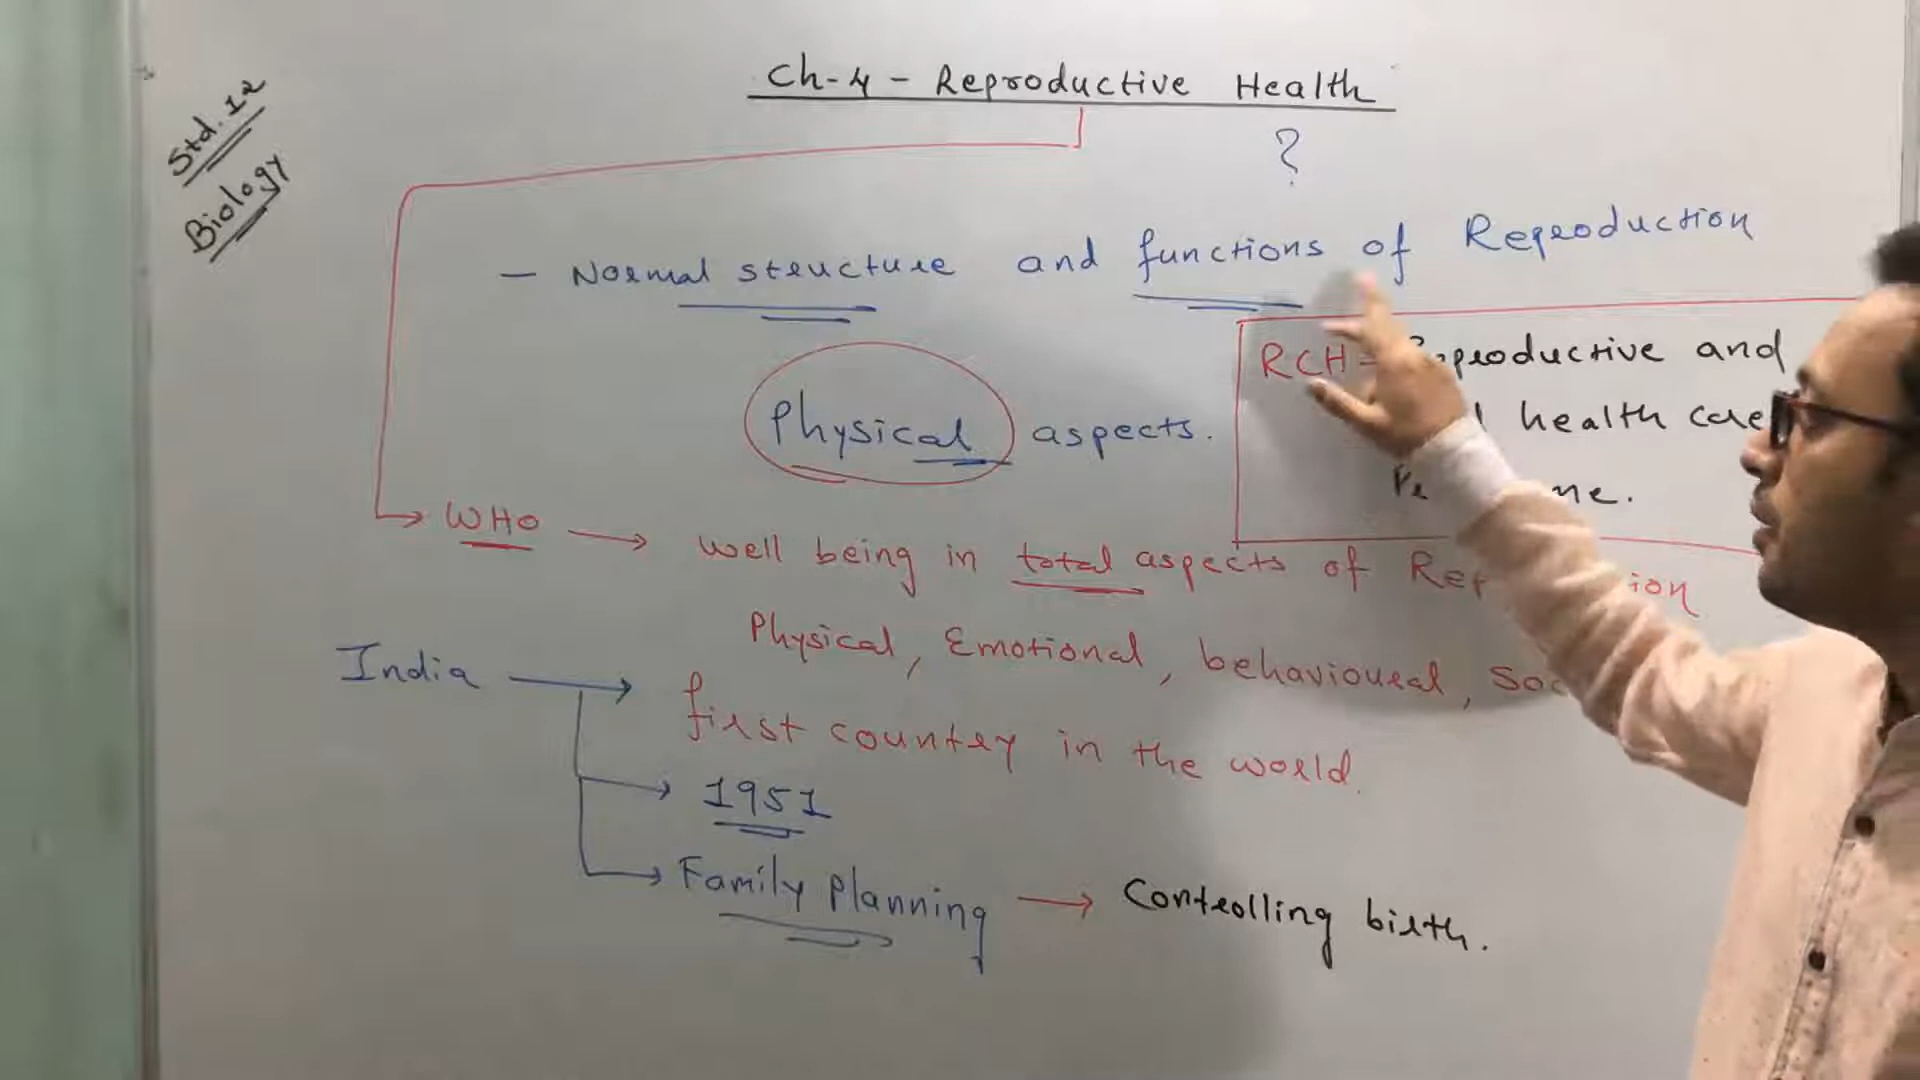 Std. 12
Biology
Ch-4 - Reproductive Health
?
- Normal structure and functions of Reproduction
Physical aspects.
RCH = Reproductive and
health care
WHO → well being in total aspects of
Physical, Emotional, behavioural,
India → first country in the world.
→ 1951
→ Family Planning → Controlling birth.